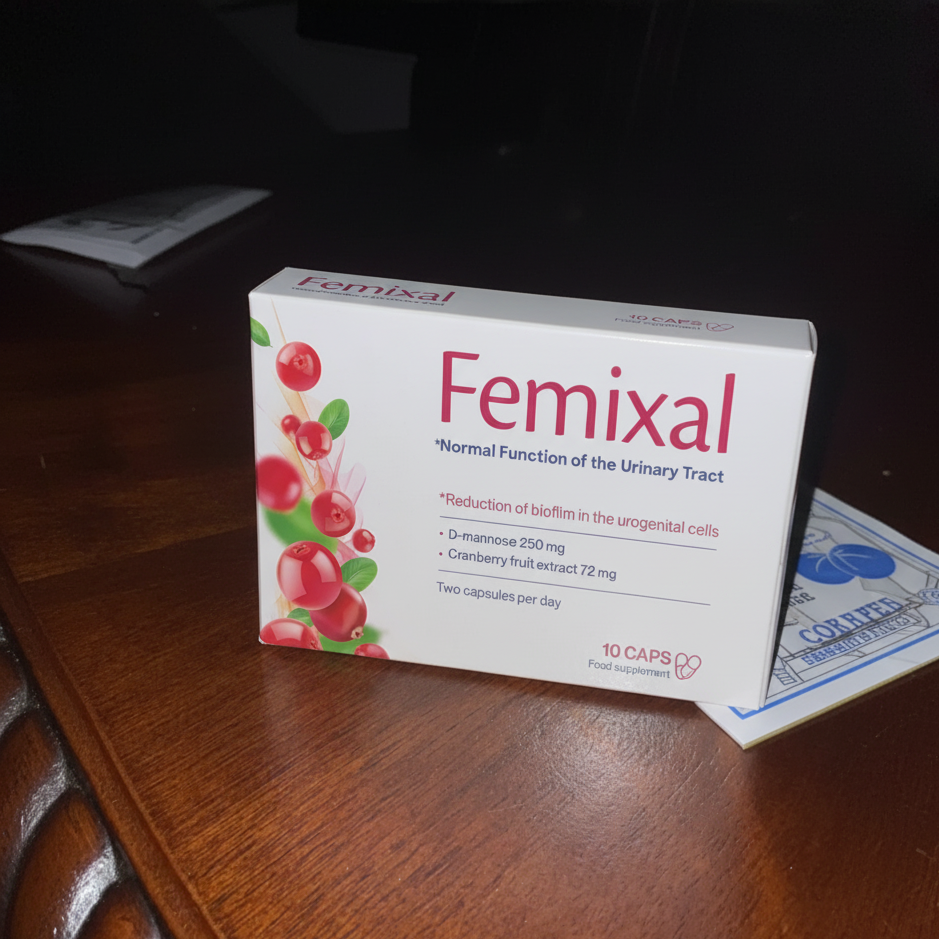 Femixal
10 CAPS
Food supplement
Femixal
*Normal Function of the Urinary Tract
*Reduction of bioflim in the urogenital cells
• D-mannose 250 mg
• Cranberry fruit extract 72 mg
Two capsules per day
10 CAPS
Food supplement